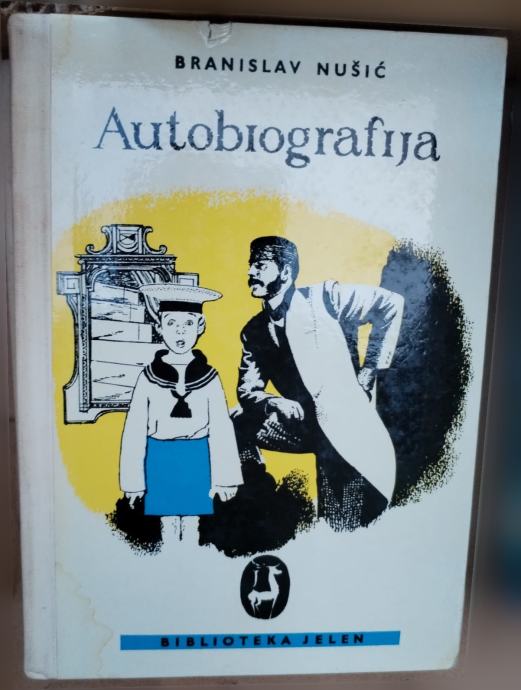 BRANISLAV NUŠIĆ
Autobiografija
BIBLIOTEKA JELEN